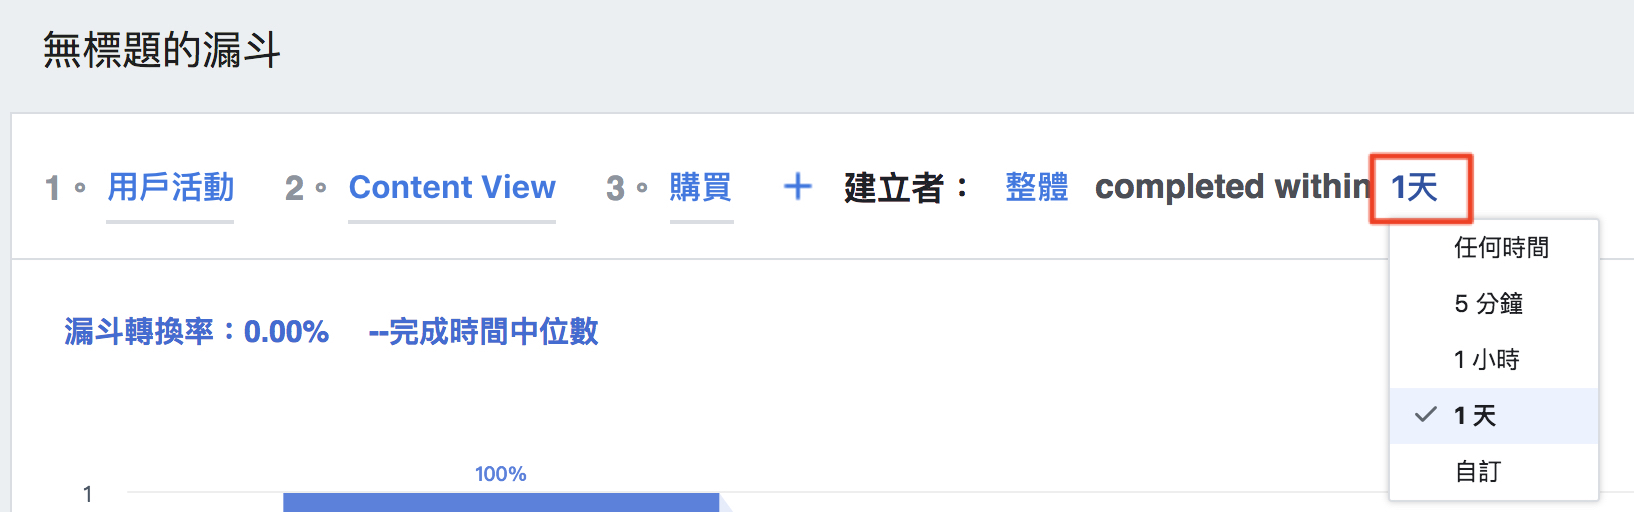 無標題的漏斗
1。 用戶活動 2。 Content View 3。 購買 + 建立者： 整體 completed within 1天
任何時間
5 分鐘
1 小時
1 天
自訂
漏斗轉換率：0.00% --完成時間中位數
100%
1